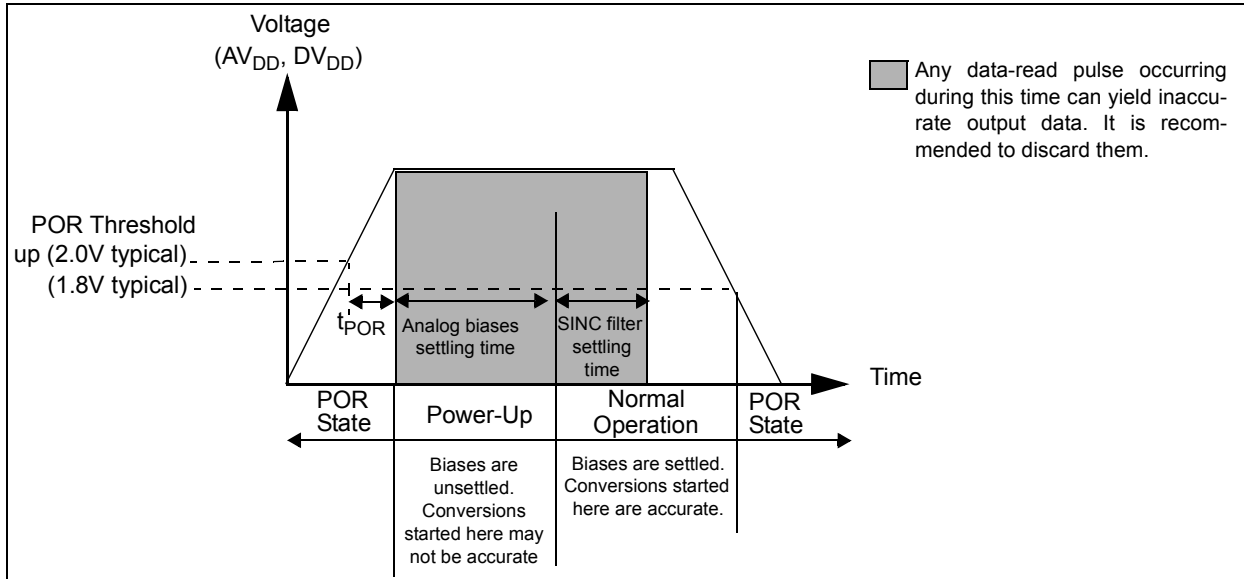 Voltage
(AVDD, DVDD)
Any data-read pulse occurring
during this time can yield inaccu-
rate output data. It is recom-
mended to discard them.
POR Threshold
up (2.0V typical)
(1.8V typical)
tPOR
Analog biases
settling time
SINC filter
settling
time
Time
POR
State
Power-Up
Normal
Operation
POR
State
Biases are
unsettled.
Conversions
started here may
not be accurate
Biases are settled.
Conversions started
here are accurate.